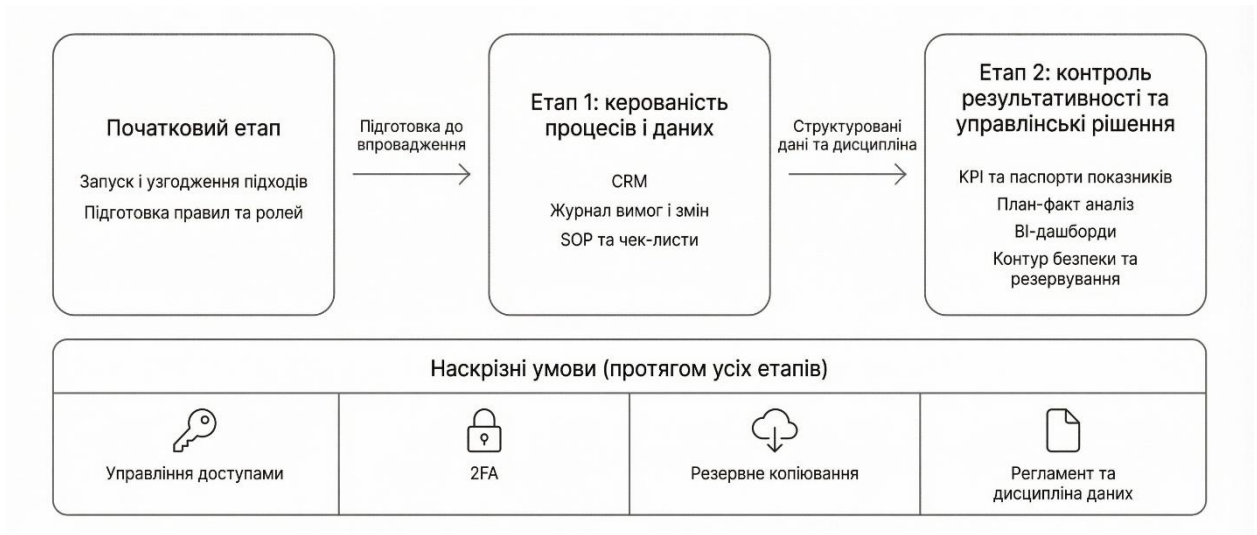 Початковий етап
Запуск і узгодження підходів
Підготовка правил та ролей
Підготовка до
впровадження
Етап 1: керованість
процесів і даних
CRM
Журнал вимог і змін
SOP та чек-листи
Структуровані
дані та дисципліна
Етап 2: контроль
результативності та
управлінські рішення
KPI та паспорти показників
План-факт аналіз
BI-дашборди
Контур безпеки та
резервування
Наскрізні умови (протягом усіх етапів)
Управління доступами
2FA
Резервне копіювання
Регламент та
дисципліна даних